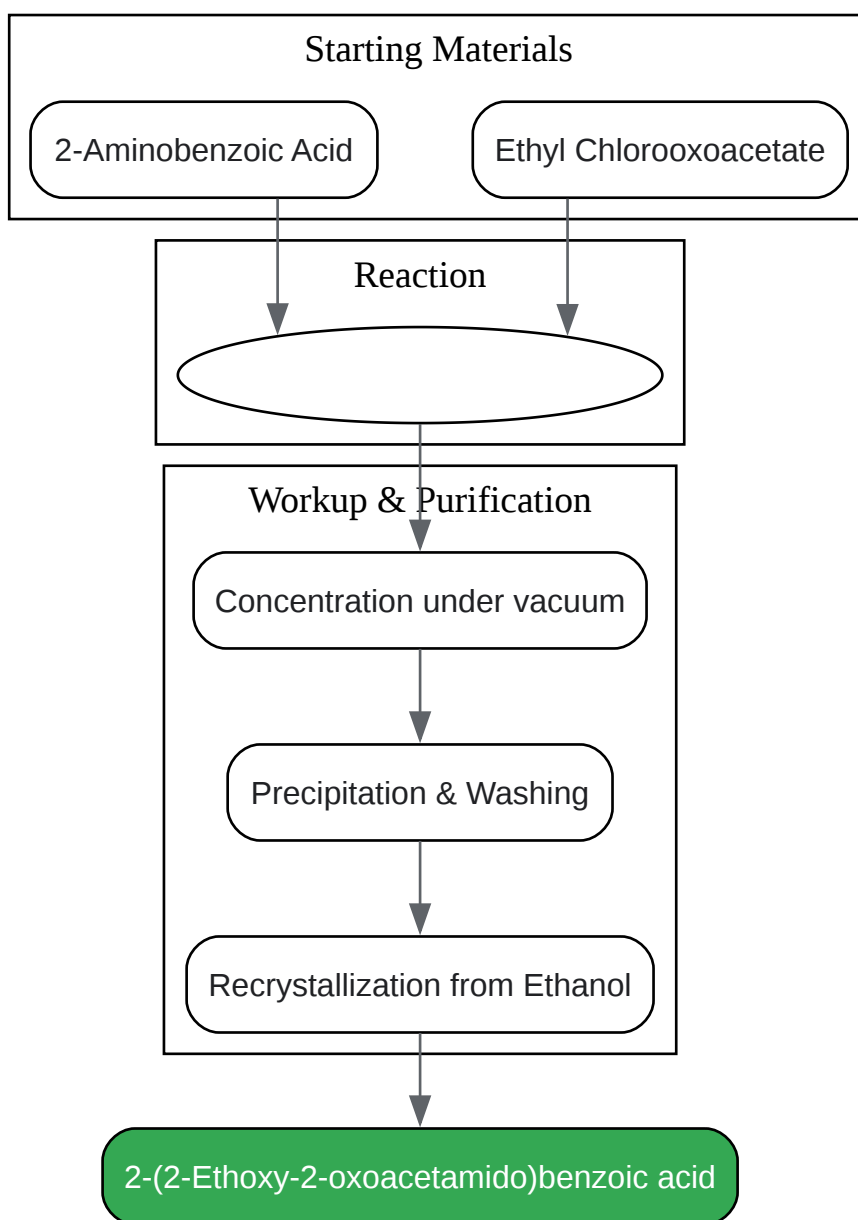 Starting Materials
2-Aminobenzoic Acid
Ethyl Chlorooxoacetate
Reaction
Workup & Purification
Concentration under vacuum
Precipitation & Washing
Recrystallization from Ethanol
2-(2-Ethoxy-2-oxoacetamido)benzoic acid